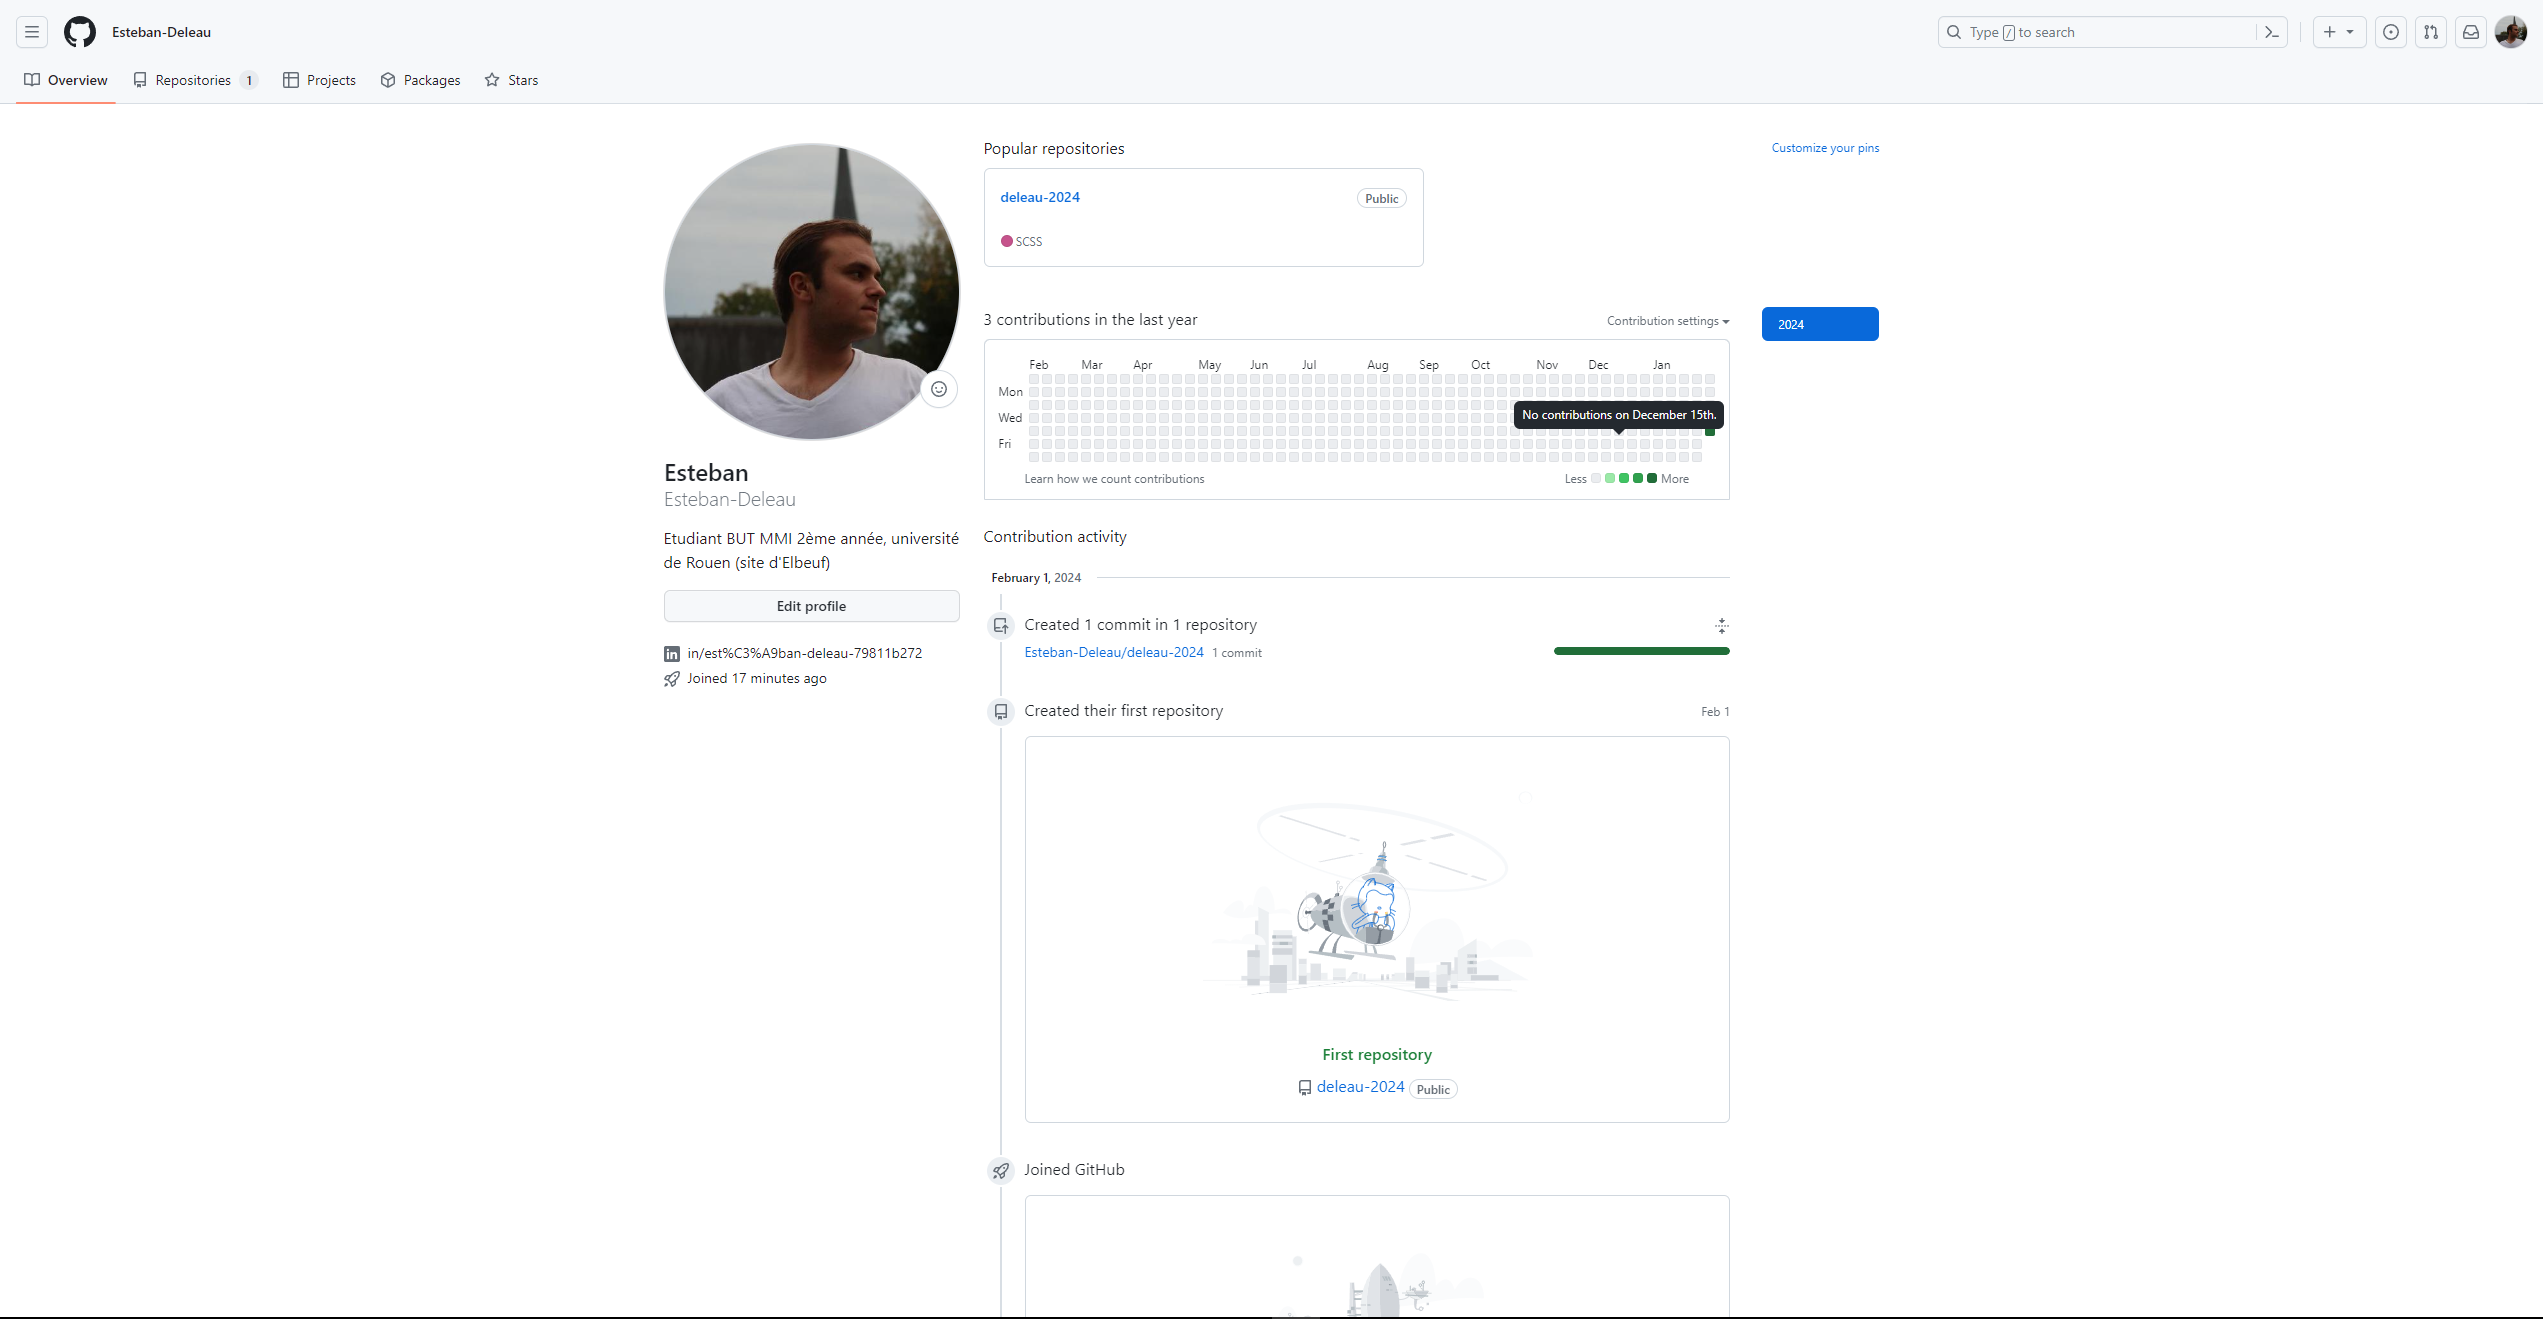 Esteban-Deleau
Type / to search
Overview
Repositories 1
Projects
Packages
Stars
Esteban
Esteban-Deleau
Etudiant BUT MMI 2ème année, université
de Rouen (site d'Elbeuf)
Edit profile
in/est%C3%A9ban-deleau-79811b272
Joined 17 minutes ago
Popular repositories
Customize your pins
deleau-2024
Public
SCSS
3 contributions in the last year
Contribution settings
2024
Feb Mar Apr May Jun Jul Aug Sep Oct Nov Dec Jan
Mon
Wed
Fri
No contributions on December 15th.
Learn how we count contributions
Less
More
Contribution activity
February 1, 2024
Created 1 commit in 1 repository
Esteban-Deleau/deleau-2024 1 commit
Created their first repository
Feb 1
First repository
deleau-2024 Public
Joined GitHub